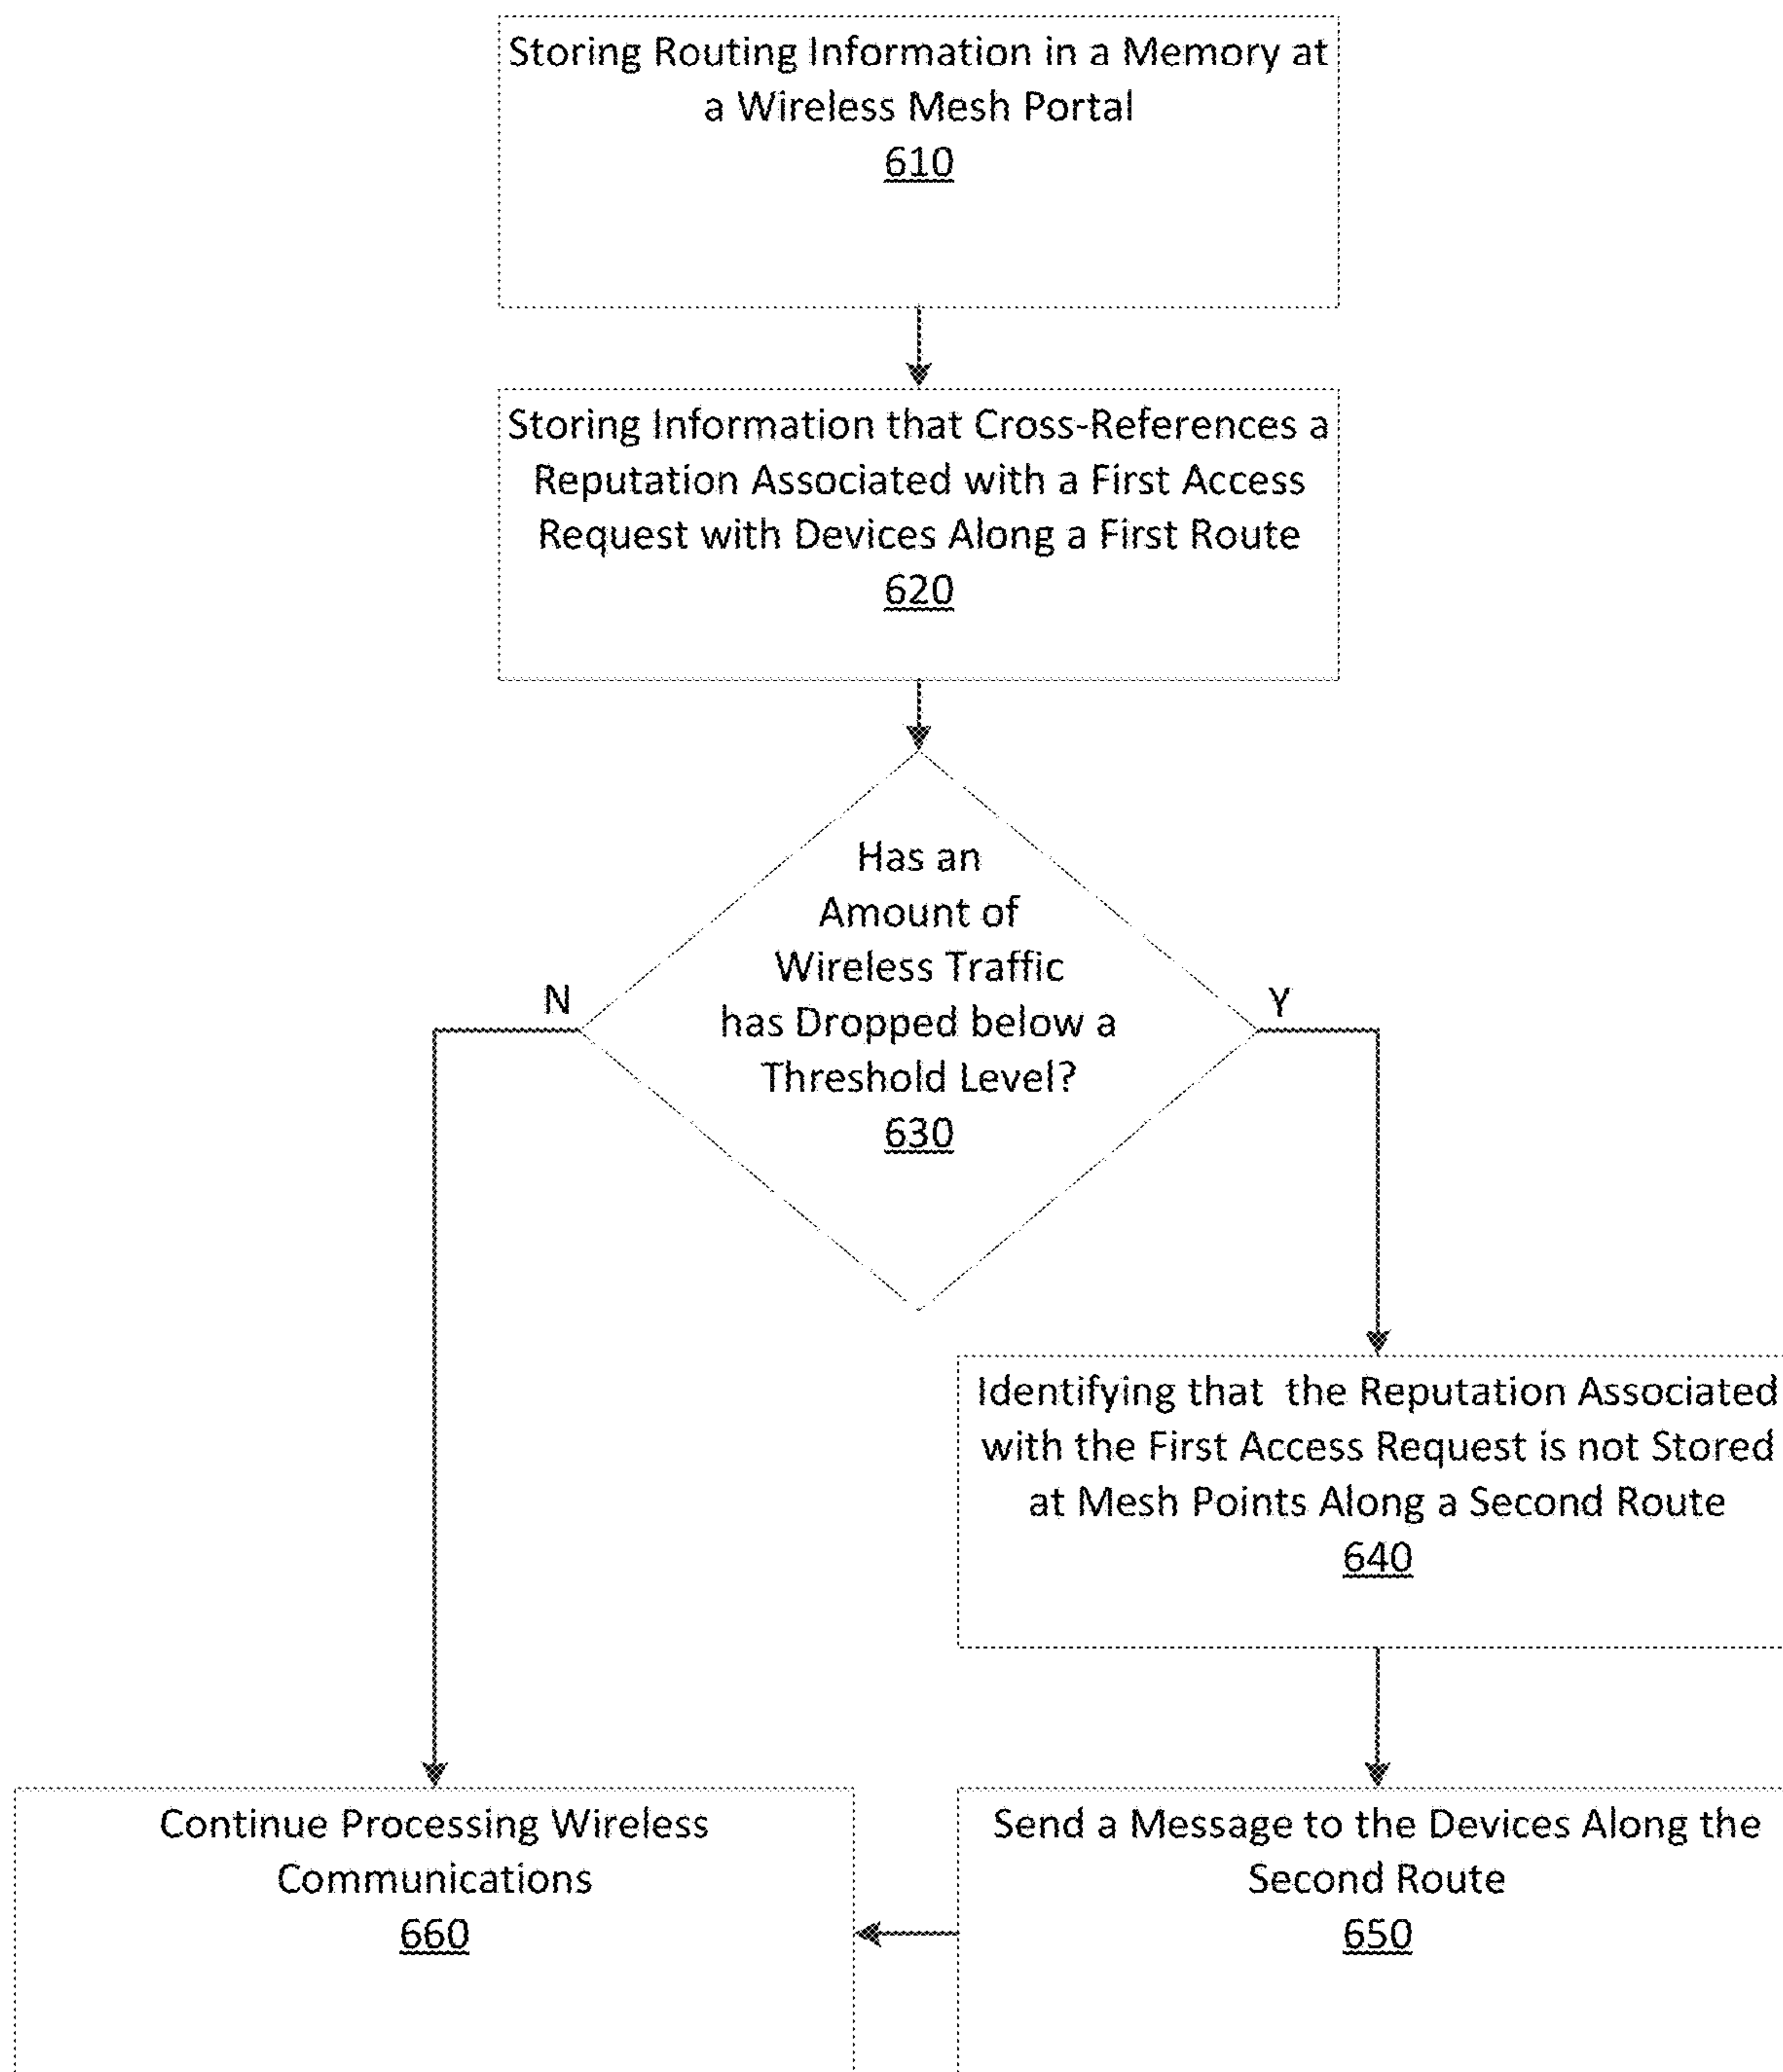 Storing Routing Information in a Memory at
a Wireless Mesh Portal
610
Storing Information that Cross-References a
Reputation Associated with a First Access
Request with Devices Along a First Route
620
Has an
Amount of
Wireless Traffic
has Dropped below a
Threshold Level?
630
N
Y
Identifying that the Reputation Associated
with the First Access Request is not Stored
at Mesh Points Along a Second Route
640
Continue Processing Wireless
Communications
660
Send a Message to the Devices Along the
Second Route
650